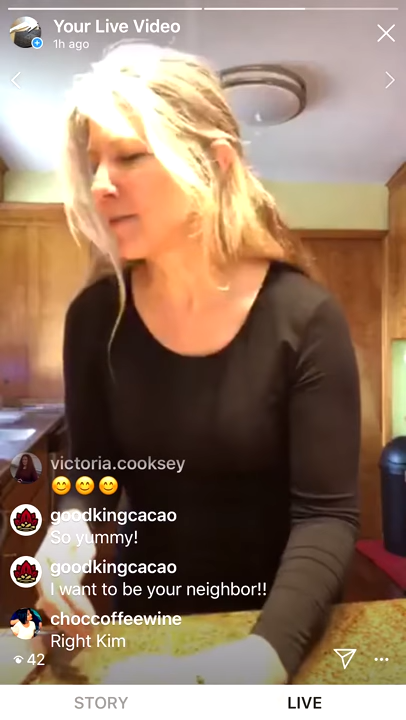 Your Live Video
1h ago
victoria.cooksey
😊😊😊
goodkingcacao
So yummy!
goodkingcacao
I want to be your neighbor!!
choccoffeewine
Right Kim
42
STORY
LIVE